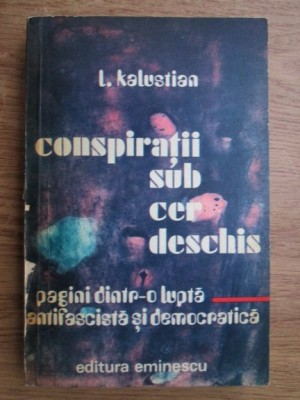 l. kalustian
conspirații
sub
cer
deschis
pagini dintr-o luptă
antifascistă și democratică
editura eminescu